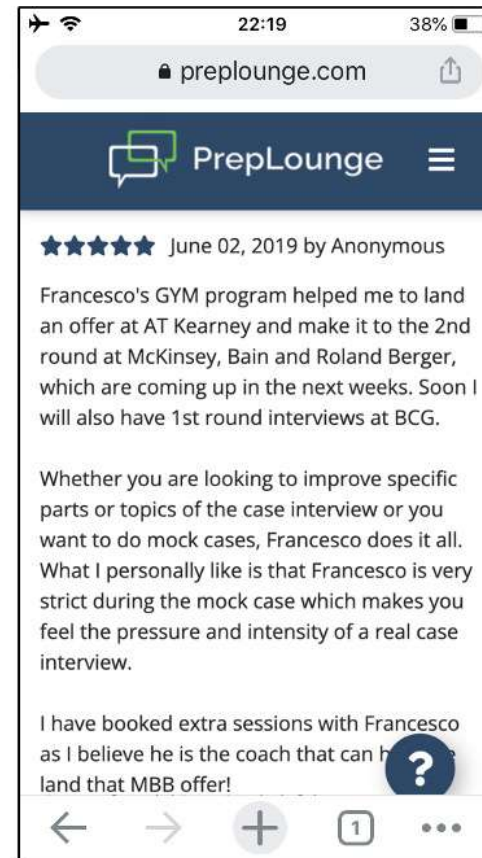 22:19
38%
preplounge.com
PrepLounge
June 02, 2019 by Anonymous
Francesco's GYM program helped me to land
an offer at AT Kearney and make it to the 2nd
round at McKinsey, Bain and Roland Berger,
which are coming up in the next weeks. Soon I
will also have 1st round interviews at BCG.
Whether you are looking to improve specific
parts or topics of the case interview or you
want to do mock cases, Francesco does it all.
What I personally like is that Francesco is very
strict during the mock case which makes you
feel the pressure and intensity of a real case
interview.
I have booked extra sessions with Francesco
as I believe he is the coach that can
land that MBB offer!
?
1